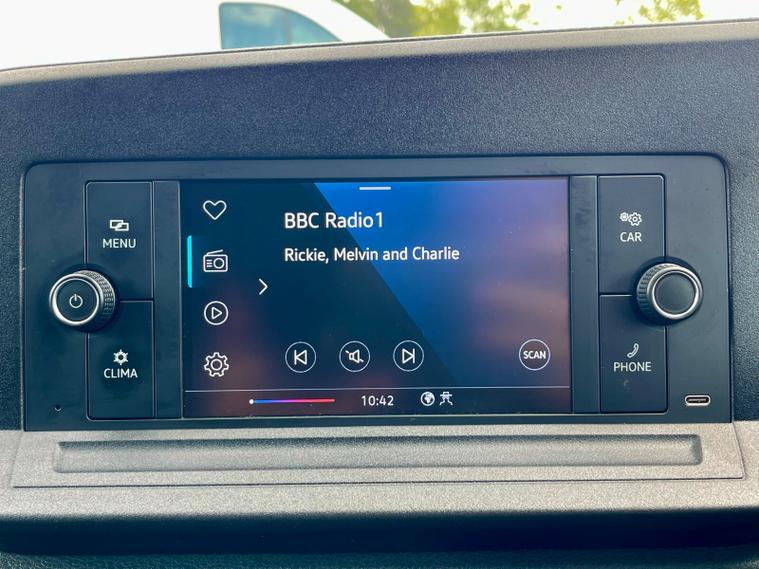 BBC Radio1
Rickie, Melvin and Charlie
MENU
CAR
CLIMA
SCAN
PHONE
10:42